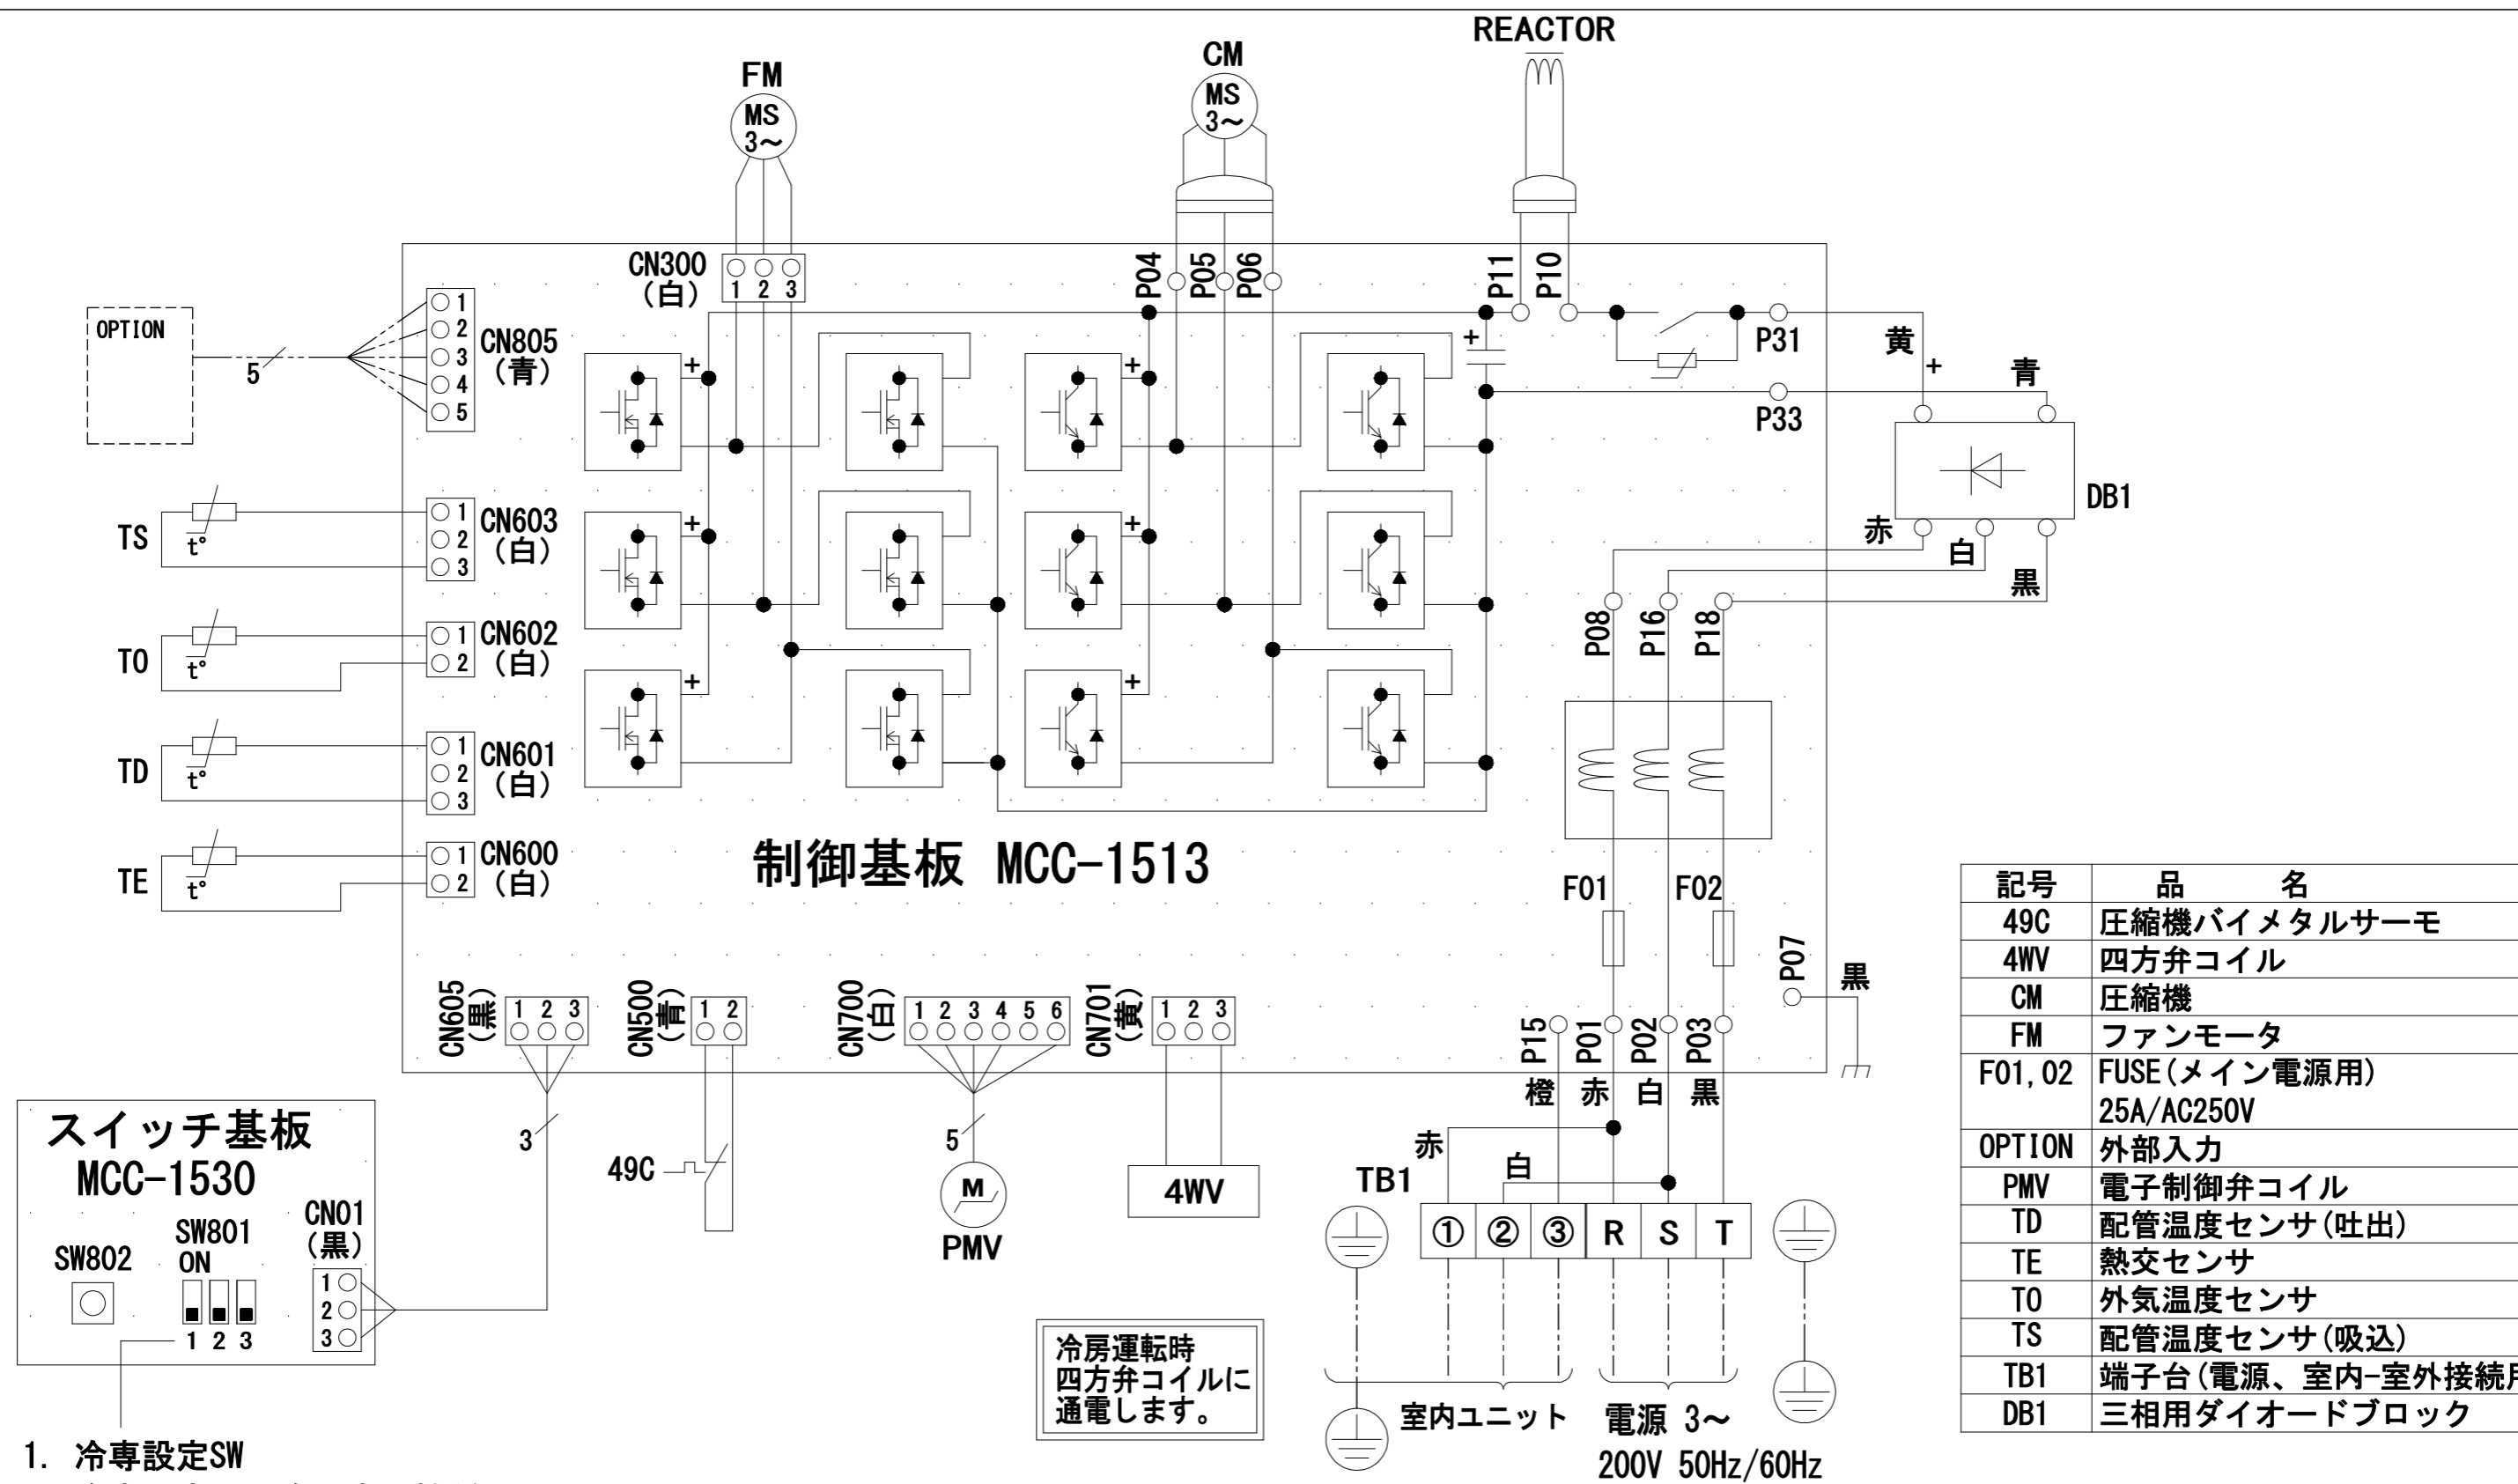 REACTOR
CM
MS
3～
FM
MS
3～
CN300
(白)
1 2 3
P04
P05
P06
P11
P10
OPTION
5
1
2
3
4
5
CN805
(青)
+
+
+
P31
黄
+
青
P33
DB1
赤
白
黒
TS
t°
1
2
3
CN603
(白)
+
+
TO
t°
1
2
CN602
(白)
+
+
P08
P16
P18
TD
t°
1
2
3
CN601
(白)
TE
t°
1
2
CN600
(白)
制御基板 MCC-1513
F01
F02
P07
黒
CN605
(黒)
1 2 3
CN500
(青)
1 2
CN700
(白)
1 2 3 4 5 6
CN701
(黄)
1 2 3
P15
P01
P02
P03
橙 赤 白 黒
3
49C
5
M
PMV
4WV
赤
白
TB1
① ② ③ R S T
スイッチ基板
MCC-1530
SW802
SW801
ON
1 2 3
CN01
(黒)
1
2
3
冷房運転時
四方弁コイルに
通電します。
室内ユニット
電源 3～
200V 50Hz/60Hz
1. 冷専設定SW
記号 品 名
49C 圧縮機バイメタルサーモ
4WV 四方弁コイル
CM 圧縮機
FM ファンモータ
F01,02 FUSE(メイン電源用)
25A/AC250V
OPTION 外部入力
PMV 電子制御弁コイル
TD 配管温度センサ(吐出)
TE 熱交センサ
TO 外気温度センサ
TS 配管温度センサ(吸込)
TB1 端子台(電源、室内-室外接続
DB1 三相用ダイオードブロック